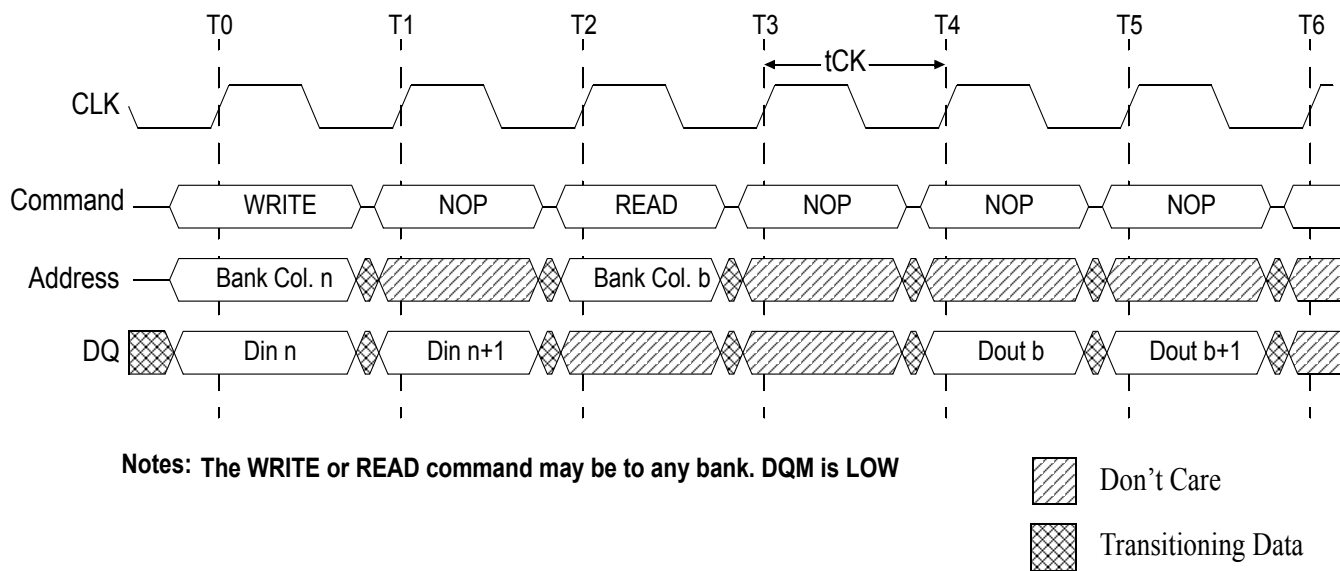 T0 T1 T2 T3 T4 T5 T6
tCK
CLK
Command WRITE NOP READ NOP NOP NOP
Address Bank Col. n Bank Col. b
DQ Din n Din n+1 Dout b Dout b+1
Notes: The WRITE or READ command may be to any bank. DQM is LOW
Don't Care
Transitioning Data